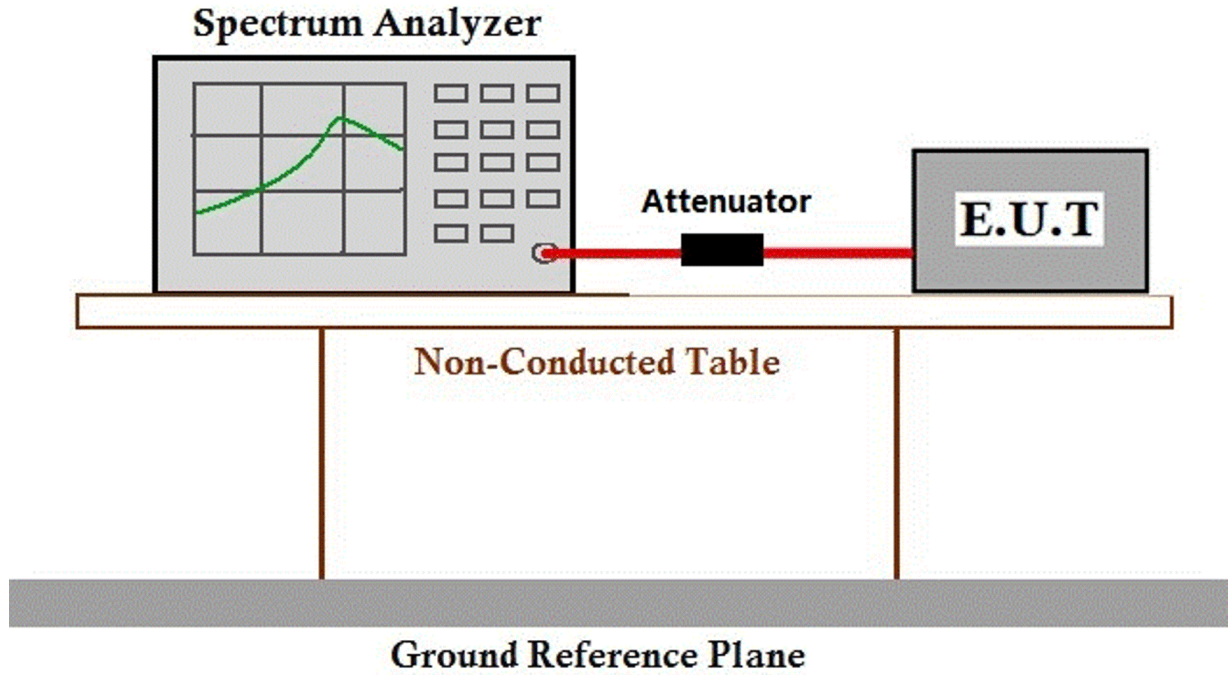 Spectrum Analyzer
Attenuator
E.U.T
Non-Conducted Table
Ground Reference Plane